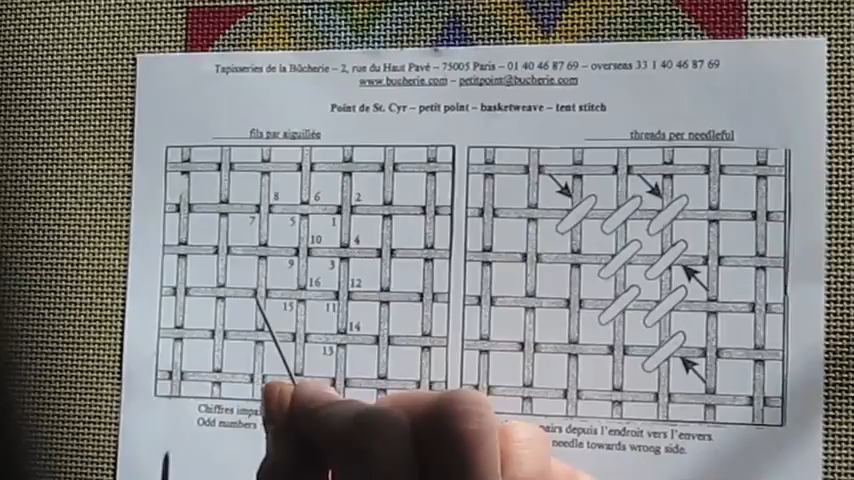 Tapisseries de la Bûcherie – 2, rue du Haut Pavé – 75005 Paris – 01 40 46 87 69 – overseas 33 1 40 46 87 69
www.bucherie.com – petitpoint@bucherie.com
Point de St. Cyr – petit point – basketweave – tent stitch
fils par aiguillée
threads per needleful
8 6 2
7 5 1
10 4
9 3
16 12
15 11
14
13
Chiffres
Odd numbers
pairs depuis l'endroit vers l'envers.
needle towards wrong side.